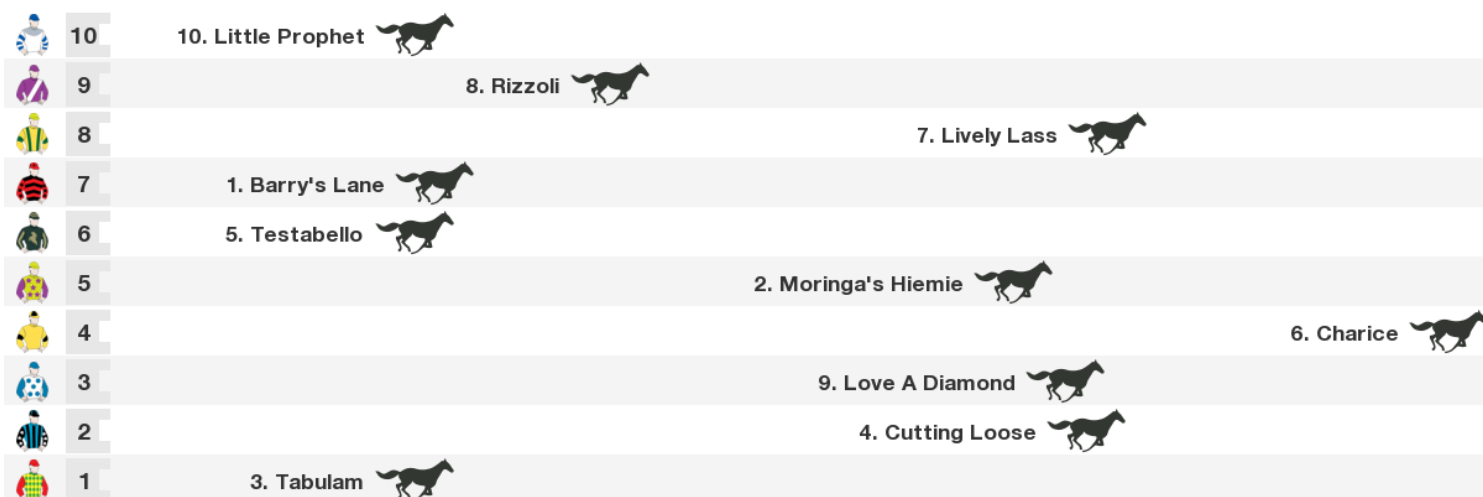 10 10. Little Prophet
9 8. Rizzoli
8 7. Lively Lass
7 1. Barry's Lane
6 5. Testabello
5 2. Moringa's Hiemie
4 6. Charice
3 9. Love A Diamond
2 4. Cutting Loose
1 3. Tabulam